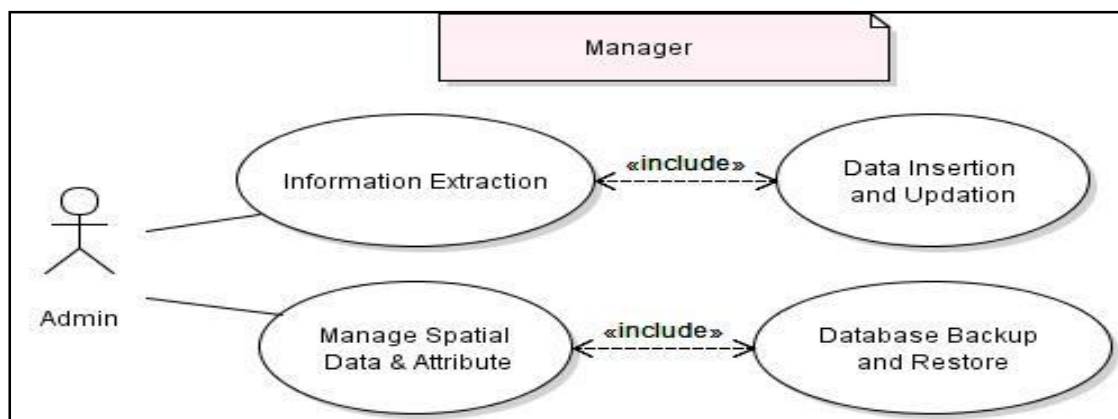 Manager
Information Extraction
«include»
Data Insertion
and Updation
Admin
Manage Spatial
Data & Attribute
«include»
Database Backup
and Restore